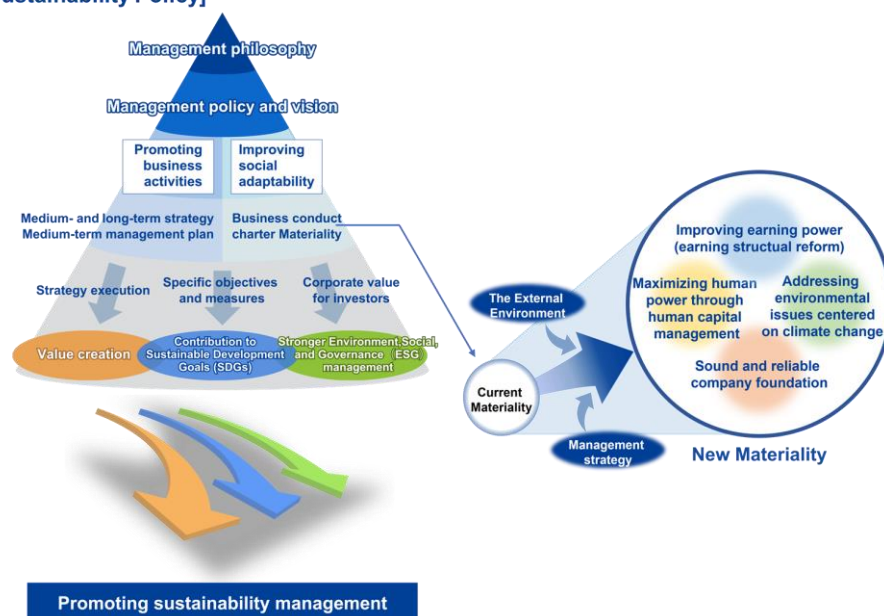 ustainability Policy]
Management philosophy
Management policy and vision
Promoting
business
activities
Improving
social
adaptability
Medium- and long-term strategy
Medium-term management plan
Business conduct
charter Materiality
Strategy execution
Specific objectives
and measures
Corporate value
for investors
Value creation
Contribution to
Sustainable Development
Goals (SDGs)
Stronger Environment,Social,
and Governance（ESG）
management
Promoting sustainability management
The External
Environment
Current
Materiality
Management
strategy
Improving earning power
(earning structual reform)
Maximizing human
power through
human capital
management
Addressing
environmental
issues centered
on climate change
Sound and reliable
company foundation
New Materiality